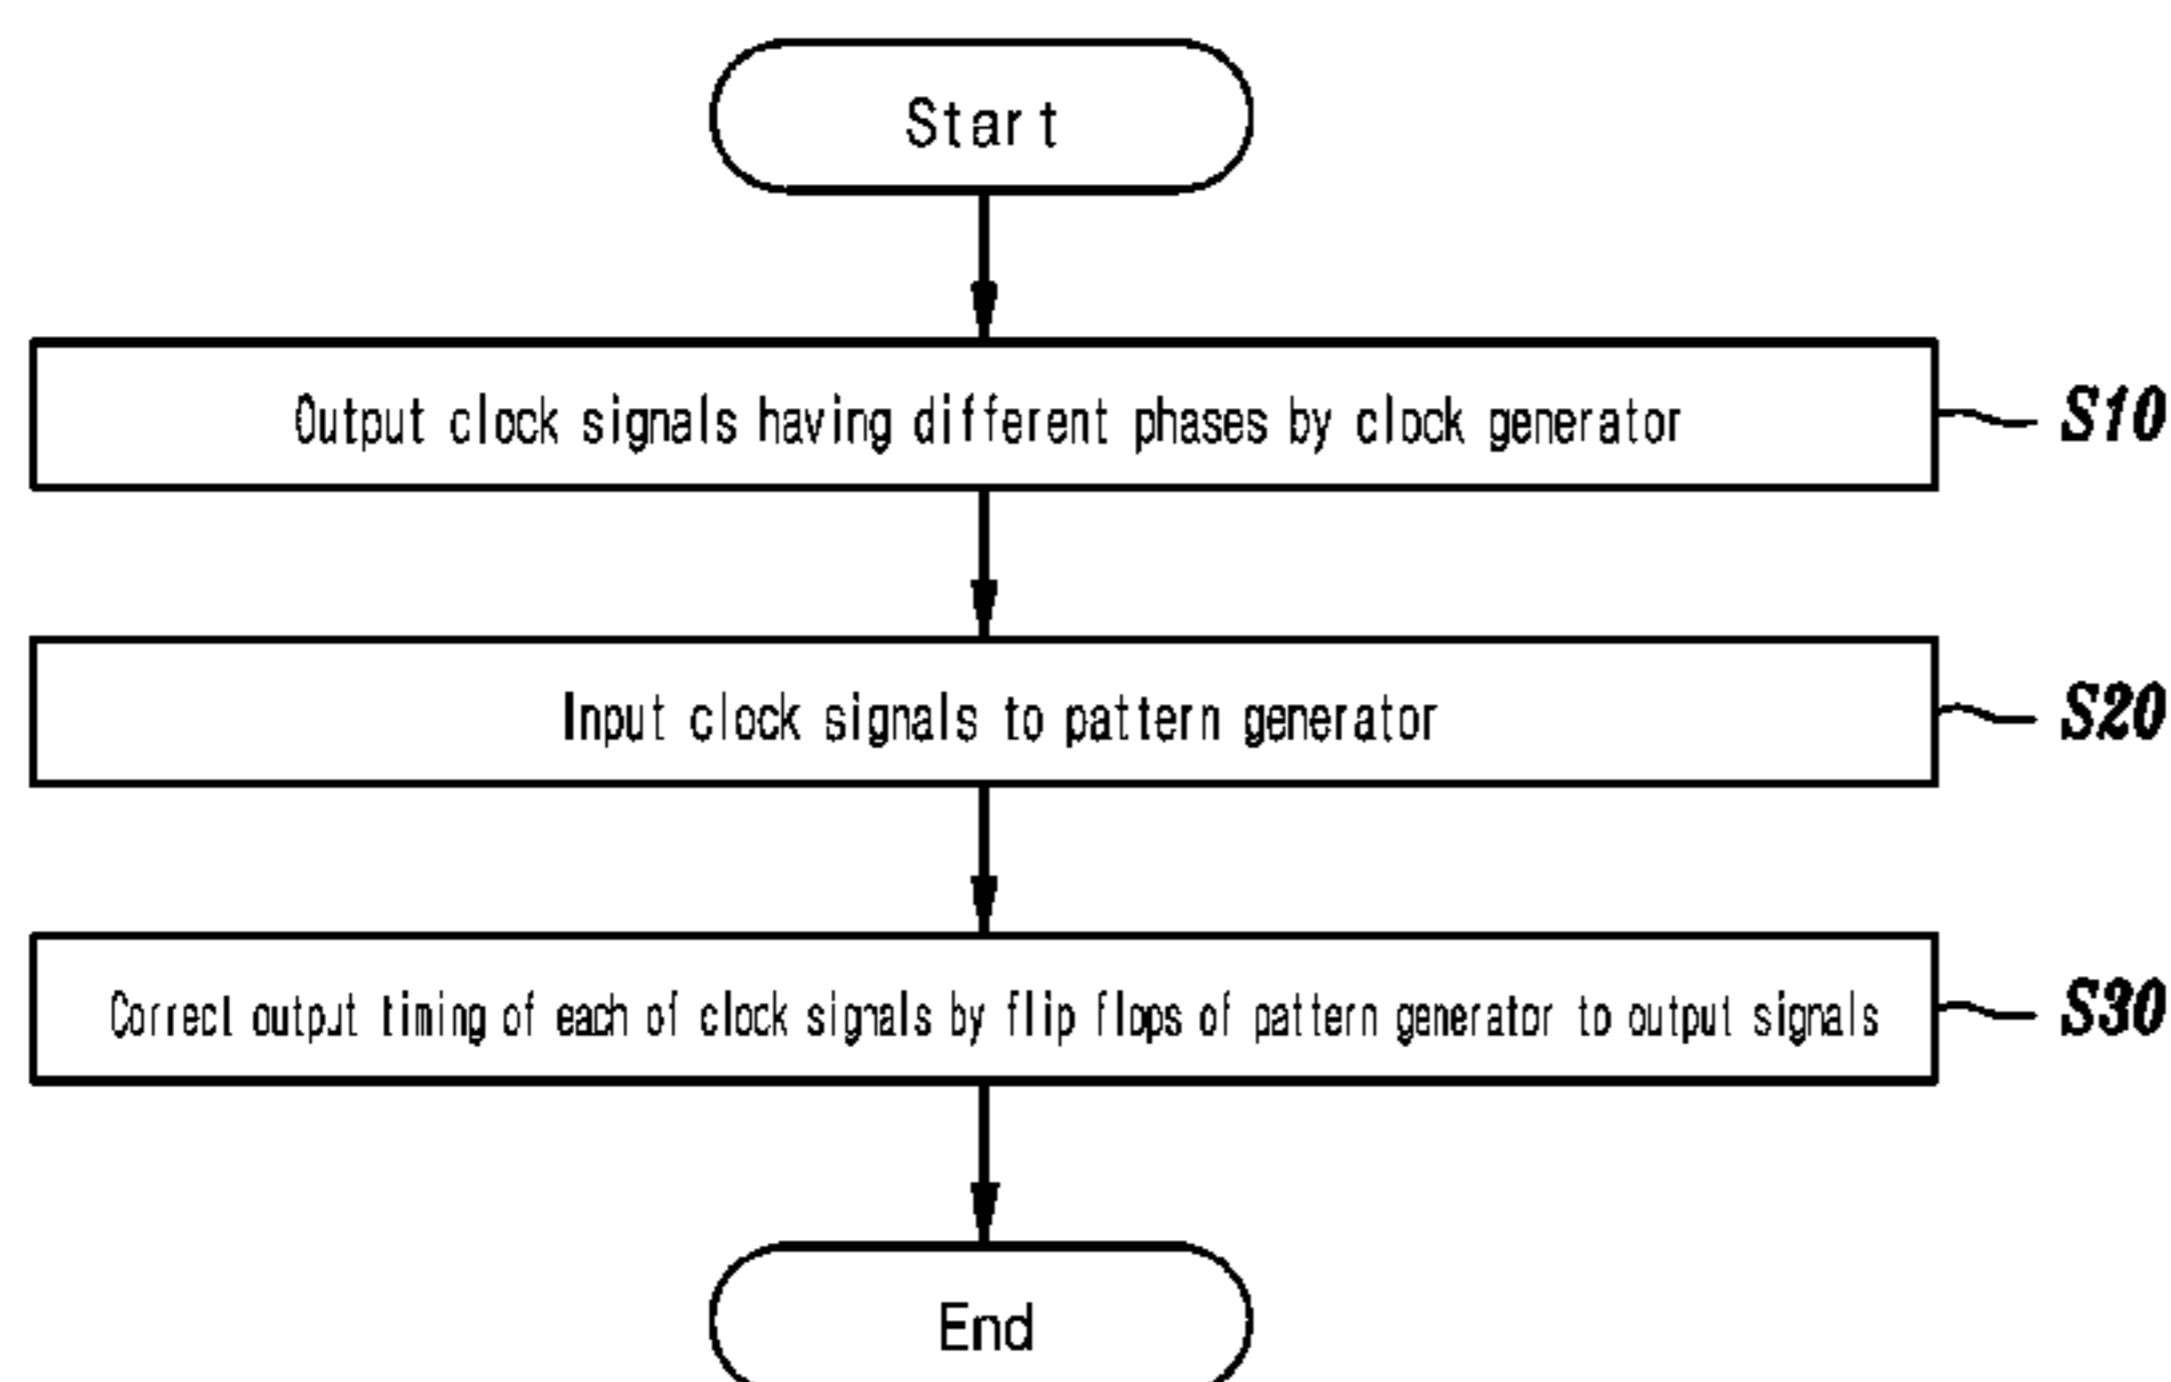 Start
Output clock signals having different phases by clock generator
S10
Input clock signals to pattern generator
S20
Correct output timing of each of clock signals by flip flops of pattern generator to output signals
S30
End